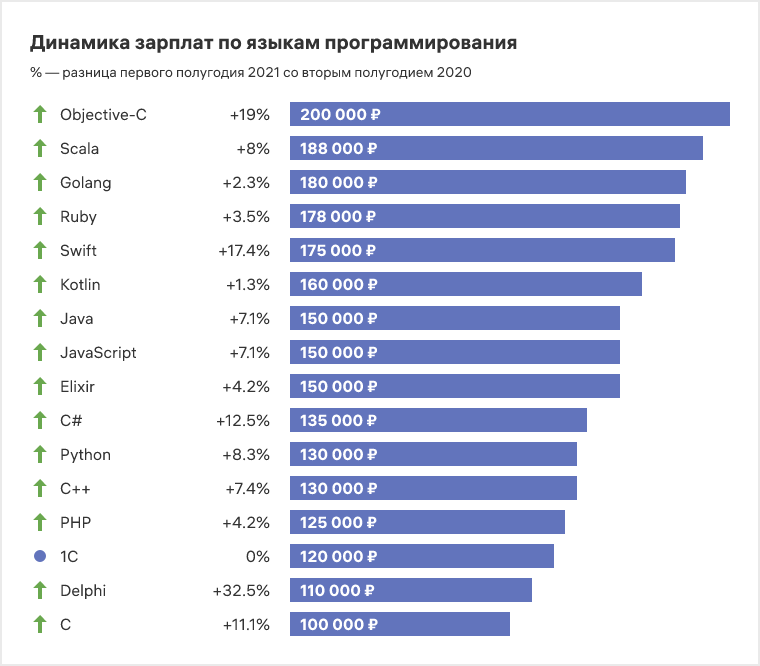 Динамика зарплат по языкам программирования
% — разница первого полугодия 2021 со вторым полугодием 2020
Objective-C +19% 200 000 ₽
Scala +8% 188 000 ₽
Golang +2.3% 180 000 ₽
Ruby +3.5% 178 000 ₽
Swift +17.4% 175 000 ₽
Kotlin +1.3% 160 000 ₽
Java +7.1% 150 000 ₽
JavaScript +7.1% 150 000 ₽
Elixir +4.2% 150 000 ₽
C# +12.5% 135 000 ₽
Python +8.3% 130 000 ₽
C++ +7.4% 130 000 ₽
PHP +4.2% 125 000 ₽
1C 0% 120 000 ₽
Delphi +32.5% 110 000 ₽
C +11.1% 100 000 ₽